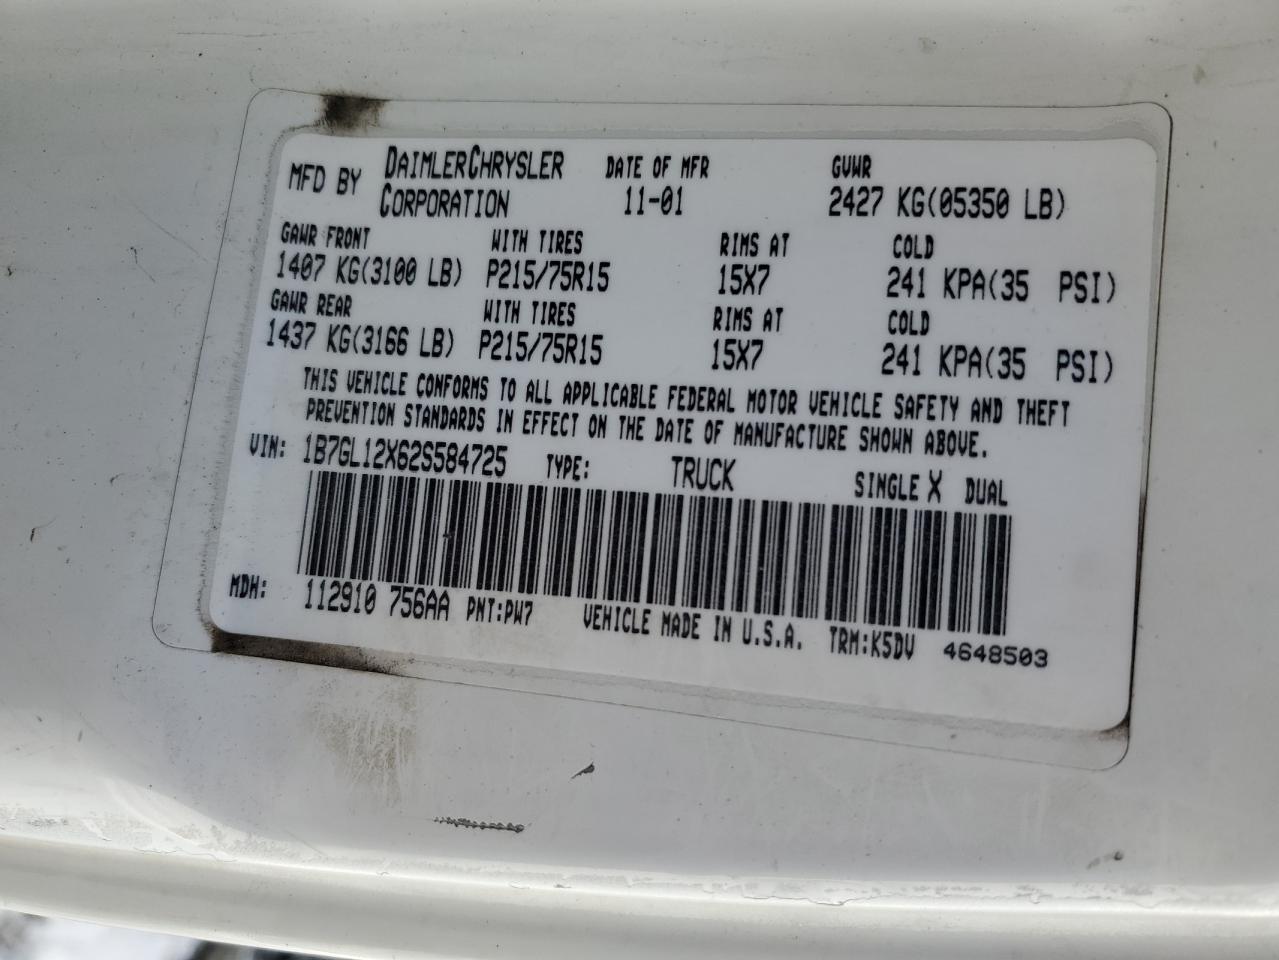 MFD BY DAIMLERCHRYSLER CORPORATION DATE OF MFR 11-01 GVWR 2427 KG(05350 LB)
GAWR FRONT WITH TIRES RIMS AT COLD
1407 KG(3100 LB) P215/75R15 15X7 241 KPA(35 PSI)
GAWR REAR WITH TIRES RIMS AT COLD
1437 KG(3166 LB) P215/75R15 15X7 241 KPA(35 PSI)
THIS VEHICLE CONFORMS TO ALL APPLICABLE FEDERAL MOTOR VEHICLE SAFETY AND THEFT
PREVENTION STANDARDS IN EFFECT ON THE DATE OF MANUFACTURE SHOWN ABOVE.
VIN: 1B7GL12X62S584725 TYPE: TRUCK SINGLE X DUAL
MDH: 112910 756AA PNT:PW7 VEHICLE MADE IN U.S.A. TRM:K5DV 4648503